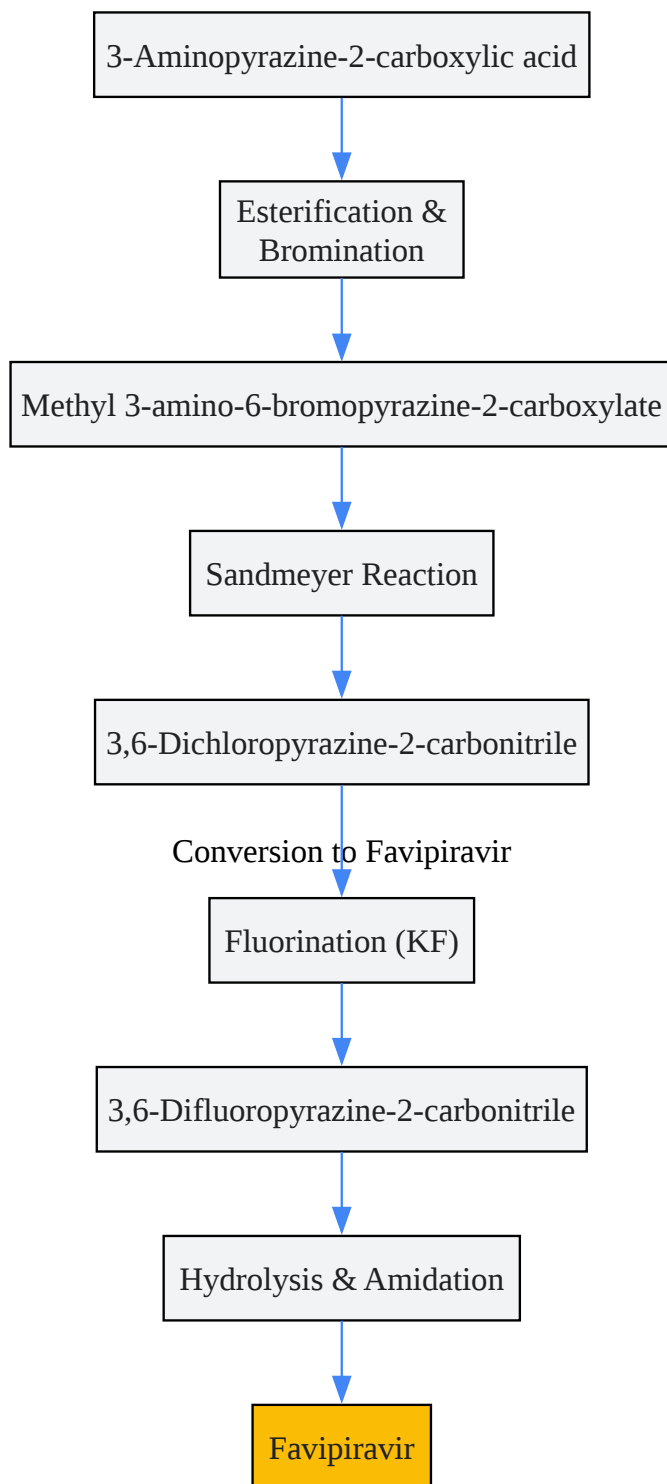 3-Aminopyrazine-2-carboxylic acid
Esterification &
Bromination
Methyl 3-amino-6-bromopyrazine-2-carboxylate
Sandmeyer Reaction
3,6-Dichloropyrazine-2-carbonitrile
Conversion to Favipiravir
Fluorination (KF)
3,6-Difluoropyrazine-2-carbonitrile
Hydrolysis & Amidation
Favipiravir